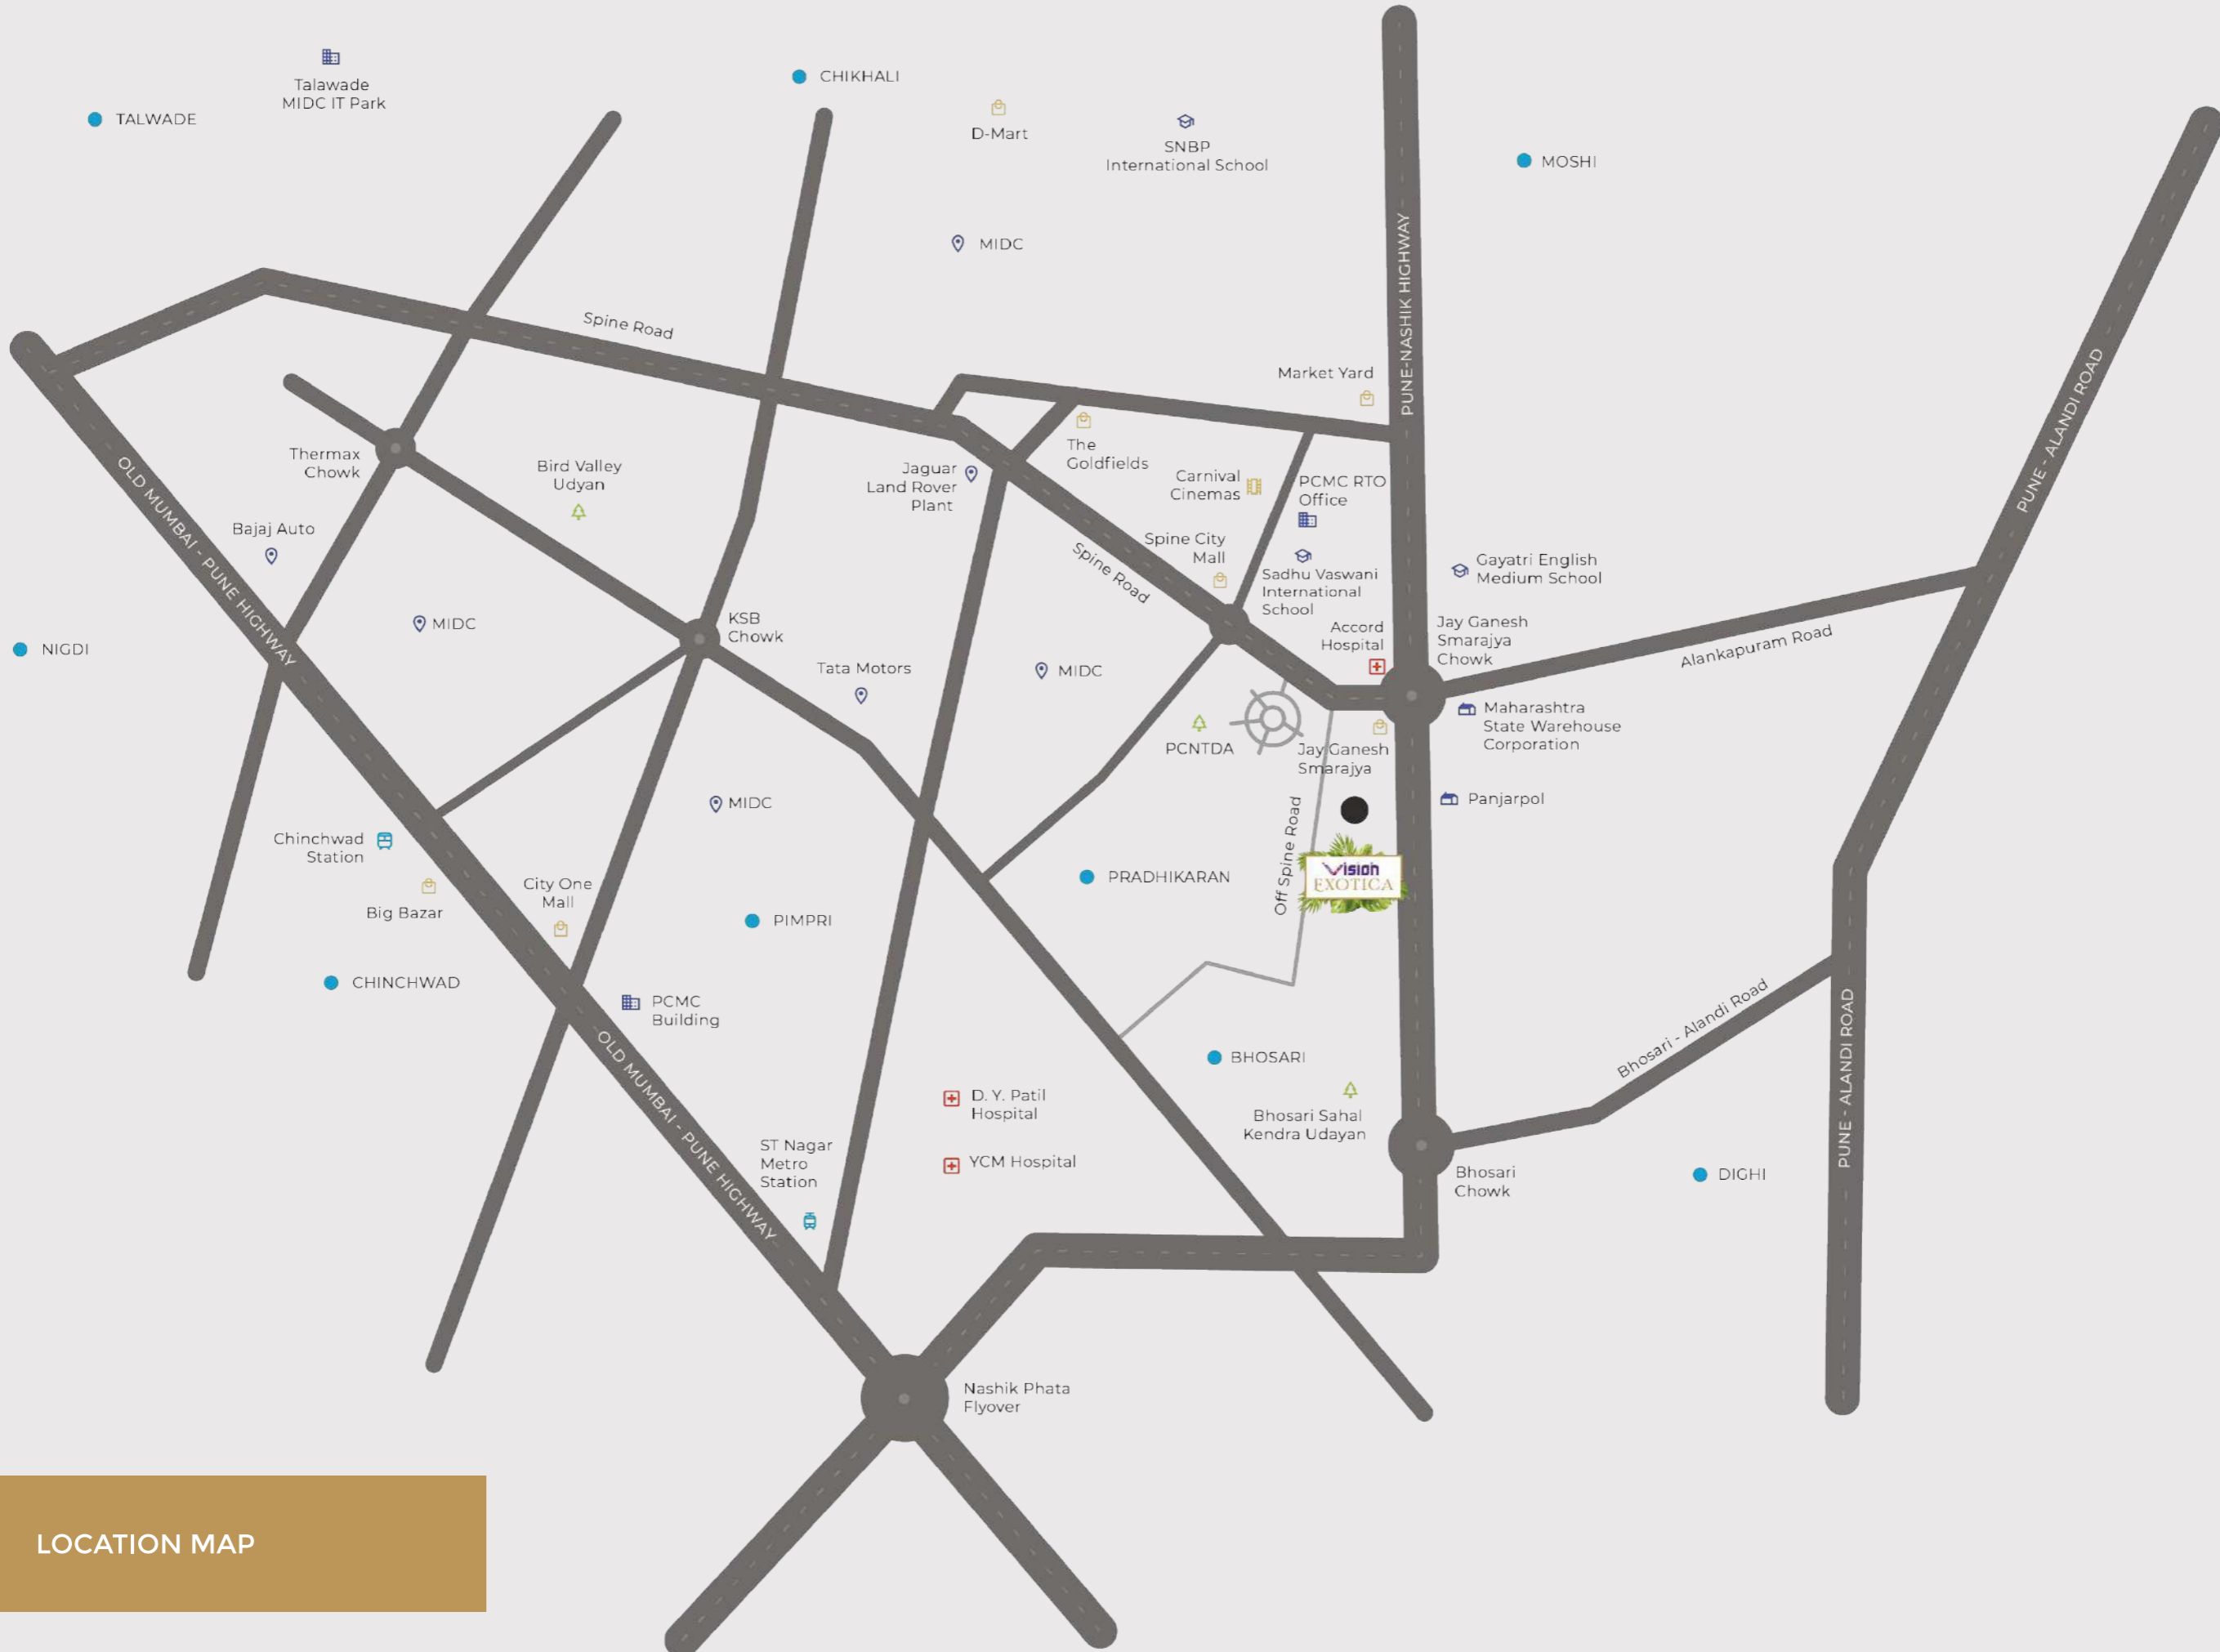 Talawade
MIDC IT Park
TALWADE
CHIKHALI
D-Mart
SNBP
International School
MOSHI
MIDC
PUNE-NASHIK HIGHWAY
Spine Road
Market Yard
PUNE - ALANDI ROAD
Thermax
Chowk
Bird Valley
Udyan
Jaguar
Land Rover
Plant
The
Goldfields
Carnival
Cinemas
PCMC RTO
Office
OLD MUMBAI - PUNE HIGHWAY
Bajaj Auto
Spine Road
Spine City
Mall
Sadhu Vaswani
International
School
Gayatri English
Medium School
MIDC
KSB
Chowk
Accord
Hospital
Jay Ganesh
Smarajya
Chowk
Alankapuram Road
NIGDI
Tata Motors
MIDC
Maharashtra
State Warehouse
Corporation
PCNTDA
Jay Ganesh
Smarajya
MIDC
Panjarpol
Chinchwad
Station
Off Spine Road
Vision
EXOTICA
PRADHIKARAN
City One
Mall
Big Bazar
PIMPRI
CHINCHWAD
PCMC
Building
Bhosari - Alandi Road
PUNE - ALANDI ROAD
OLD MUMBAI - PUNE HIGHWAY
BHOSARI
D. Y. Patil
Hospital
Bhosari Sahal
Kendra Udayan
ST Nagar
Metro
Station
YCM Hospital
Bhosari
Chowk
DIGHI
Nashik Phata
Flyover
LOCATION MAP